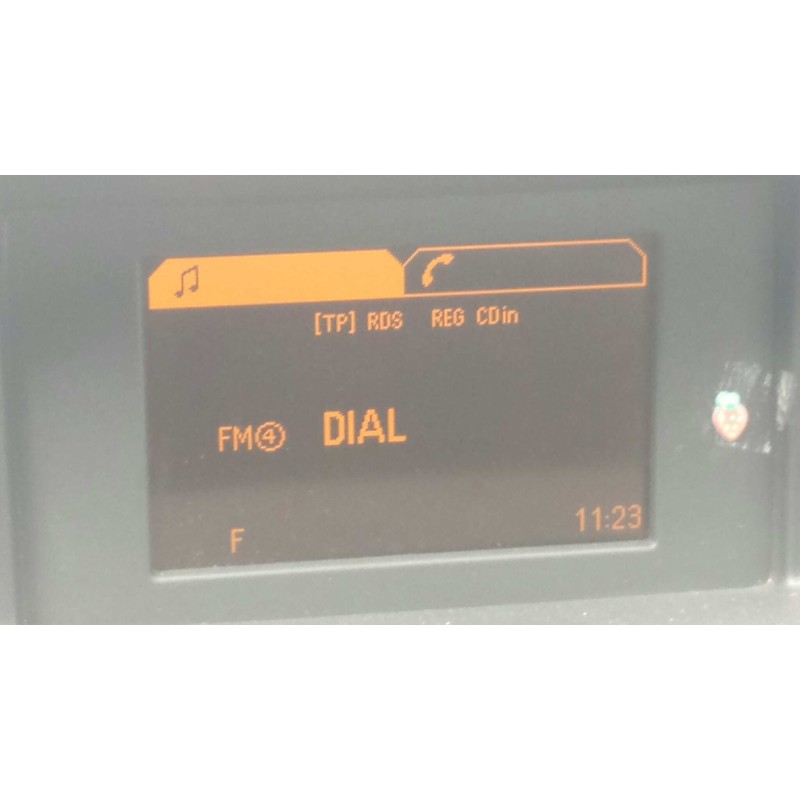 [TP] RDS REG CDin
FM④ DIAL
F
11:23